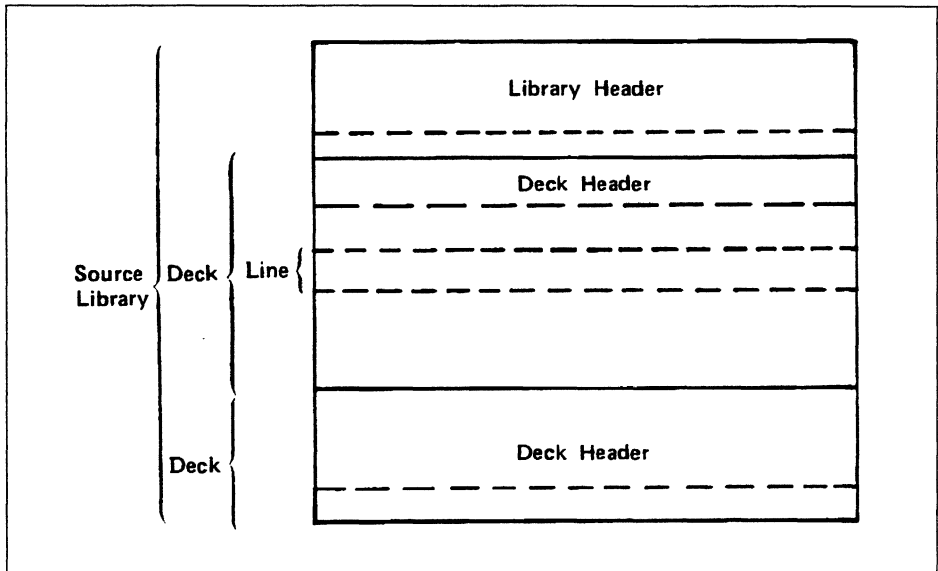 Library Header
Deck Header
Source
Library
Deck
Line
Deck
Deck Header